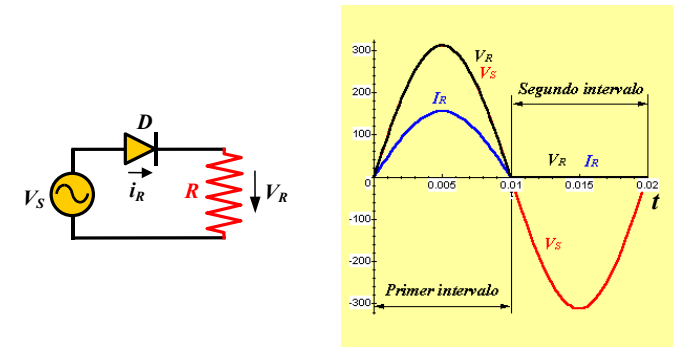 D
V_S
i_R
R
V_R
300
200
100
0
-100
-200
-300
0.005
0.01
0.015
0.02
t
t
V_R
V_S
I_R
Segundo intervalo
V_R I_R
V_S
Primer intervalo